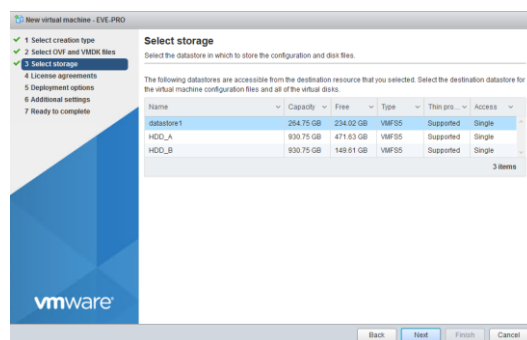 New virtual machine - EVE-PRO
1 Select creation type
2 Select OVF and VMDK files
3 Select storage
4 License agreements
5 Deployment options
6 Additional settings
7 Ready to complete
Select storage
Select the datastore in which to store the configuration and disk files.
The following datastores are accessible from the destination resource that you selected. Select the destination datastore for
the virtual machine configuration files and all of the virtual disks.
Name Capacity Free Type Thin pro... Access
datastore1 264.75 GB 234.02 GB VMFS5 Supported Single
HDD_A 930.75 GB 471.63 GB VMFS5 Supported Single
HDD_B 930.75 GB 149.61 GB VMFS5 Supported Single
3 items
vmware
Back Next Finish Cancel